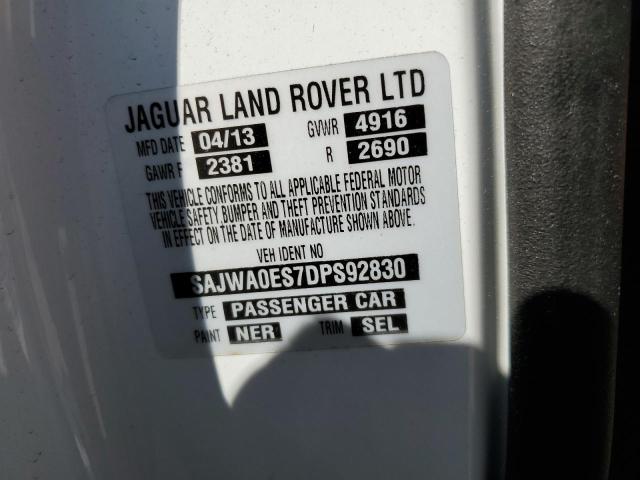 JAGUAR LAND ROVER LTD
MFD DATE 04/13 GVWR 4916
GAWR F 2381 R 2690
THIS VEHICLE CONFORMS TO ALL APPLICABLE FEDERAL MOTOR
VEHICLE SAFETY BUMPER AND THEFT PREVENTION STANDARDS
IN EFFECT ON THE DATE OF MANUFACTURE SHOWN ABOVE.
VEH IDENT NO
SAJWA0ES7DPS92830
TYPE PASSENGER CAR
PAINT NER TRIM SEL